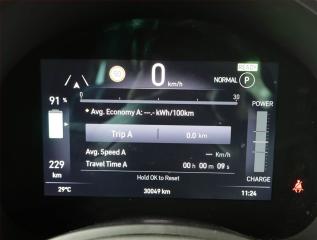 READY
0 km/h NORMAL P
91 % 0 30 POWER
Avg. Economy A: ---.- kWh/100km
Trip A 0.0 km
Avg. Speed A --- Km/h
229 Travel Time A 00 h 00 m 09 s
km Hold OK to Reset CHARGE
29°C 30049 km 11:24